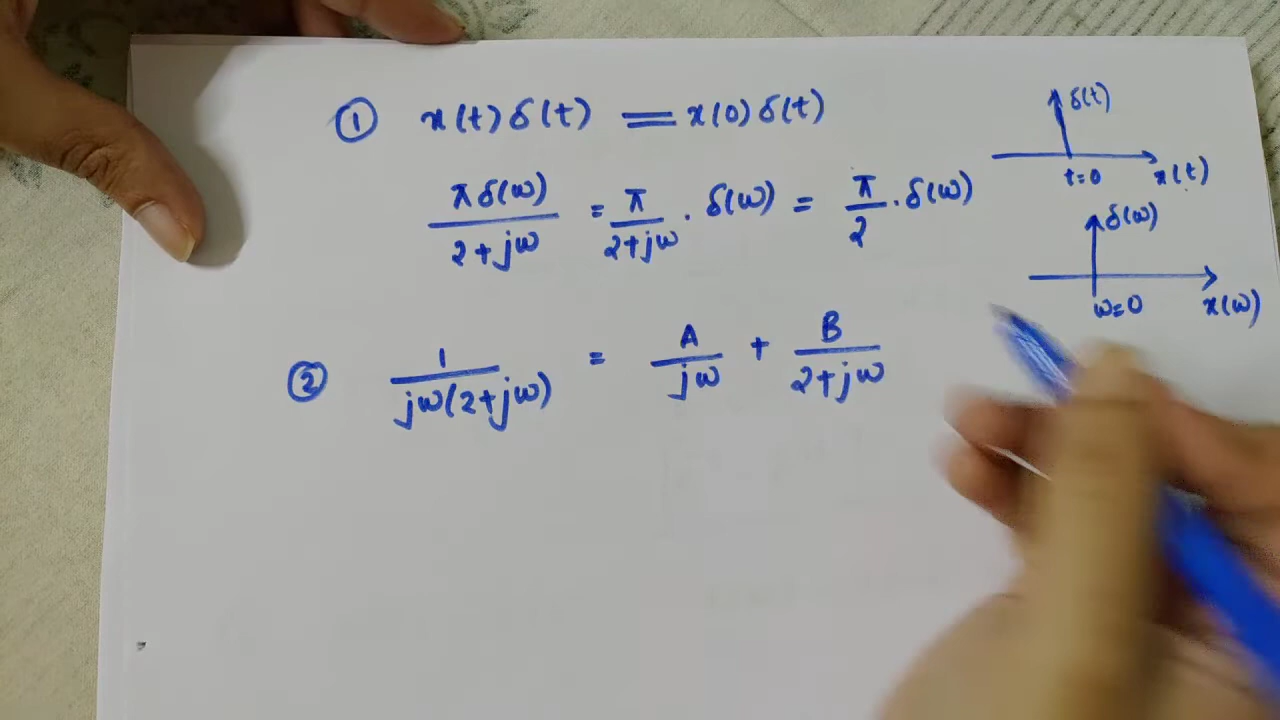 ① x(t)δ(t) = x(0)δ(t)
δ(t)
t=0 x(t)
πδ(ω)/2+jω = π/2+jω · δ(ω) = π/2 · δ(ω)
δ(ω)
ω=0 x(ω)
② 1/jω(2+jω) = A/jω + B/2+jω